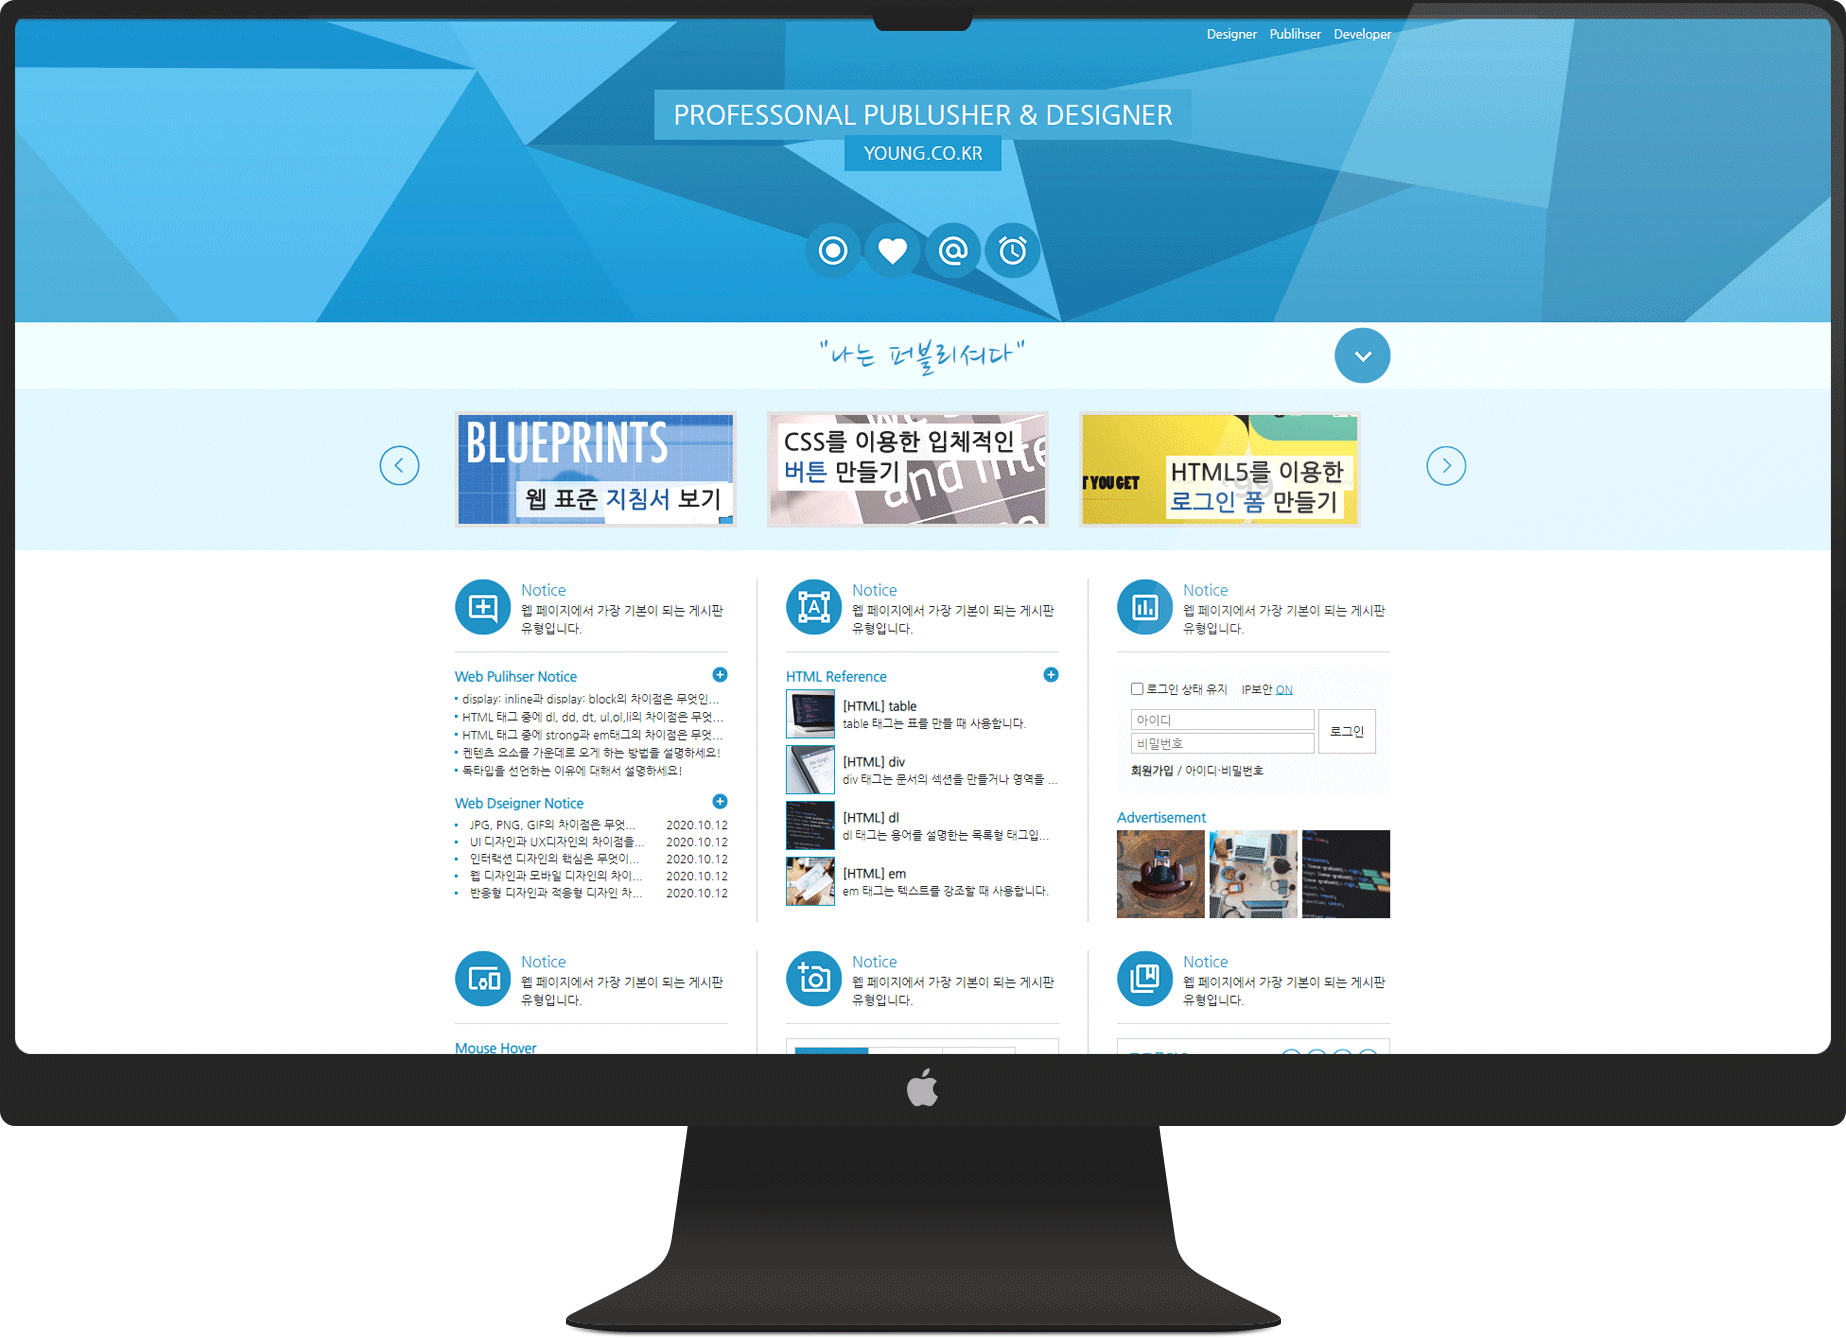 Designer Publihser Developer
PROFESSONAL PUBLUSHER & DESIGNER
YOUNG.CO.KR
"나는 퍼블리셔다"
BLUEPRINTS
웹 표준 지침서 보기
CSS를 이용한 입체적인
버튼 만들기
and inte
T YOU GET
HTML5를 이용한
로그인 폼 만들기
Notice
웹 페이지에서 가장 기본이 되는 게시판
유형입니다.
Web Pulihser Notice
display: inline과 display: block의 차이점은 무엇인...
HTML 태그 중에 dl, dd, dt, ul,ol,li의 차이점은 무엇...
HTML 태그 중에 strong과 em태그의 차이점은 무엇...
켄텐츠 요소를 가운데로 오게 하는 방법을 설명하세요!
독타입을 선언하는 이유에 대해서 설명하세요!
Web Dseigner Notice
JPG, PNG, GIF의 차이점은 무엇... 2020.10.12
UI 디자인과 UX디자인의 차이점을... 2020.10.12
인터랙션 디자인의 핵심은 무엇이... 2020.10.12
웹 디자인과 모바일 디자인의 차이... 2020.10.12
반응형 디자인과 적응형 디자인 차... 2020.10.12
Notice
웹 페이지에서 가장 기본이 되는 게시판
유형입니다.
HTML Reference
[HTML] table
table 태그는 표를 만들 때 사용합니다.
[HTML] div
div 태그는 문서의 섹션을 만들거나 영역을 ...
[HTML] dl
dl 태그는 용어를 설명한는 목록형 태그입...
[HTML] em
em 태그는 텍스트를 강조할 때 사용합니다.
Notice
웹 페이지에서 가장 기본이 되는 게시판
유형입니다.
로그인 상태 유지 IP보안 ON
아이디
비밀번호
로그인
회원가입 / 아이디·비밀번호
Advertisement
Notice
웹 페이지에서 가장 기본이 되는 게시판
유형입니다.
Mouse Hover
Notice
웹 페이지에서 가장 기본이 되는 게시판
유형입니다.
Notice
웹 페이지에서 가장 기본이 되는 게시판
유형입니다.